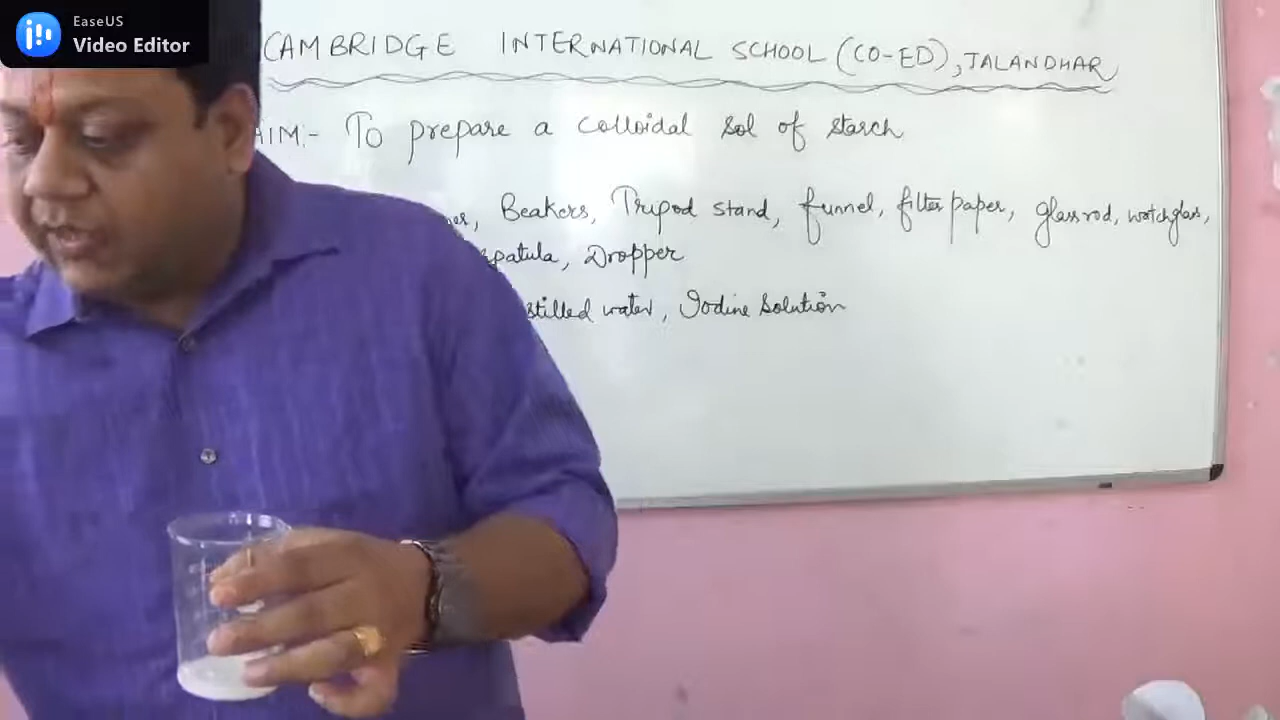 EaseUS
Video Editor
CAMBRIDGE INTERNATIONAL SCHOOL (CO-ED), JALANDHAR
AIM:- To prepare a colloidal sol of starch
Beakers, Tripod stand, funnel, filter paper, glass rod, watchglass,
spatula, Dropper
stilled water, Iodine Solution